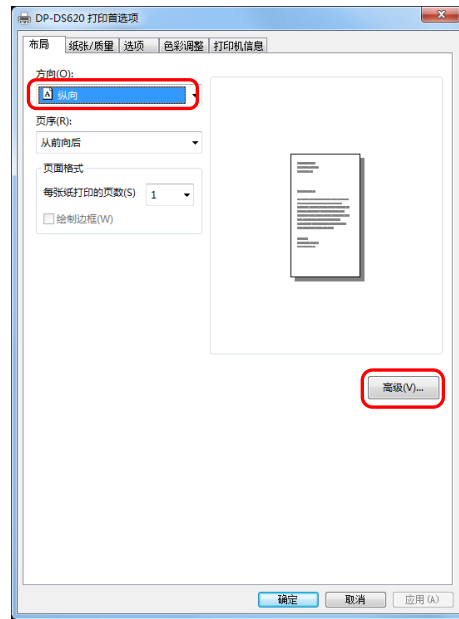 DP-DS620 打印首选项
布局 纸张/质量 选项 色彩调整 打印机信息
方向(O):
A 纵向
页序(R):
从前向后
页面格式
每张纸打印的页数(S) 1
绘制边框(W)
高级(V)...
确定 取消 应用(A)